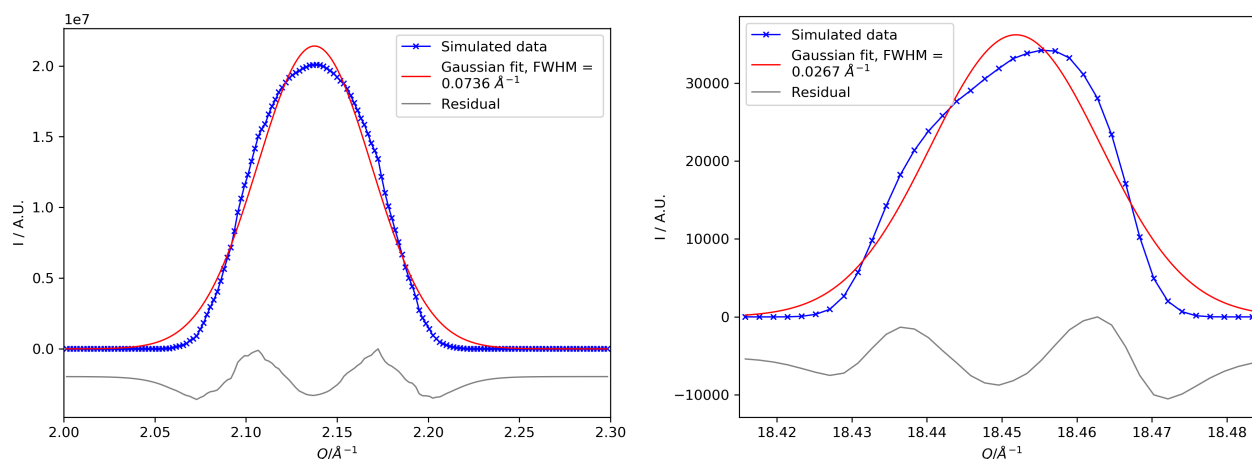 1e7
Simulated data
Gaussian fit, FWHM =
0.0736 Å⁻¹
Residual
2.0
1.5
1.0
0.5
0.0
I / A.U.
2.00 2.05 2.10 2.15 2.20 2.25 2.30
Q/Å⁻¹
Simulated data
Gaussian fit, FWHM =
0.0267 Å⁻¹
Residual
30000
20000
10000
0
−10000
I / A.U.
18.42 18.43 18.44 18.45 18.46 18.47 18.48
Q/Å⁻¹